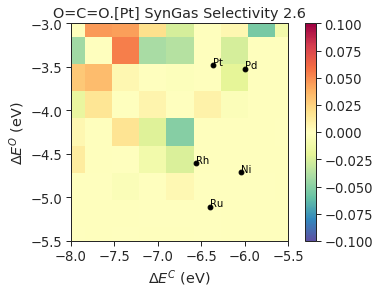 O=C=O.[Pt] SynGas Selectivity 2.6
−3.0
−3.5
−4.0
−4.5
−5.0
−5.5
ΔE^O (eV)
−8.0 −7.5 −7.0 −6.5 −6.0 −5.5
ΔE^C (eV)
Pt
Pd
Rh
Ni
Ru
0.100
0.075
0.050
0.025
0.000
−0.025
−0.050
−0.075
−0.100